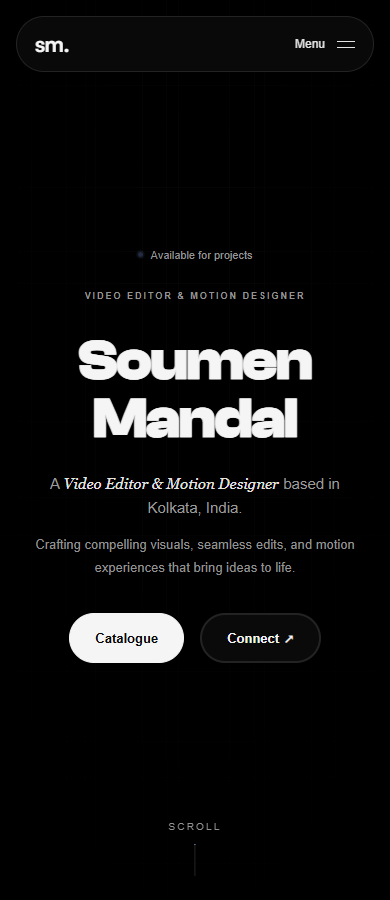 sm.
Menu
Available for projects
VIDEO EDITOR & MOTION DESIGNER
Soumen
Mandal
A Video Editor & Motion Designer based in
Kolkata, India.
Crafting compelling visuals, seamless edits, and motion
experiences that bring ideas to life.
Catalogue
Connect ↗
SCROLL